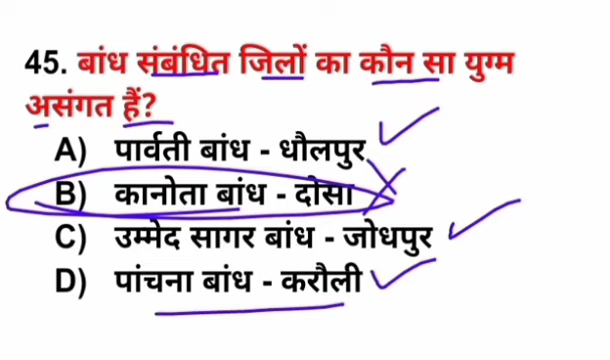 45. बांध संबंधित जिलों का कौन सा युग्म
असंगत हैं?
A) पार्वती बांध - धौलपुर
B) कानोता बांध - दोसा
C) उम्मेद सागर बांध - जोधपुर
D) पांचना बांध - करौली